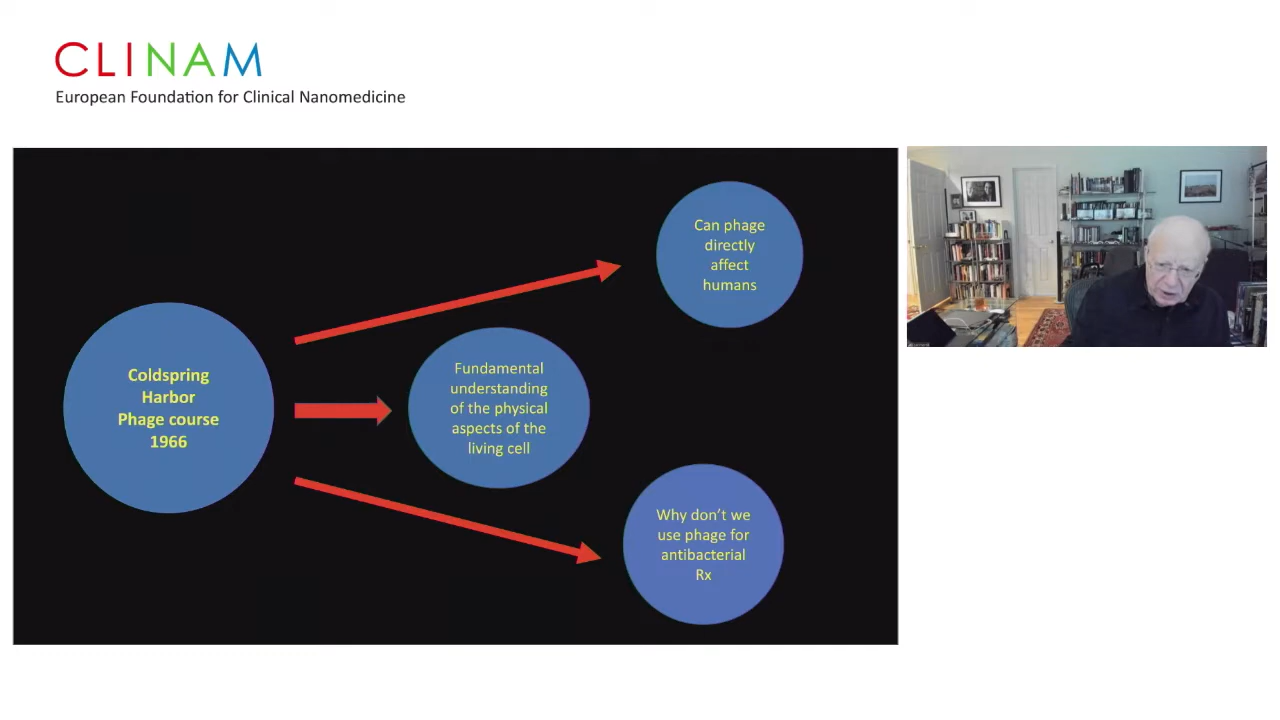 CLINAM
European Foundation for Clinical Nanomedicine
Coldspring
Harbor
Phage course
1966
Can phage
directly
affect
humans
Fundamental
understanding
of the physical
aspects of the
living cell
Why don't we
use phage for
antibacterial
Rx